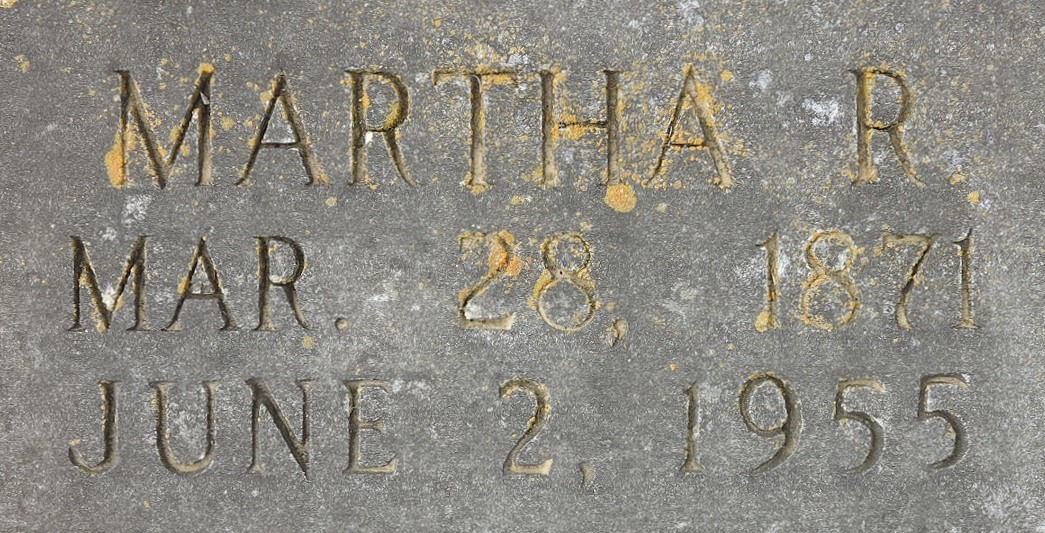 MARTHA R.
MAR. 28, 1871
JUNE 2, 1955